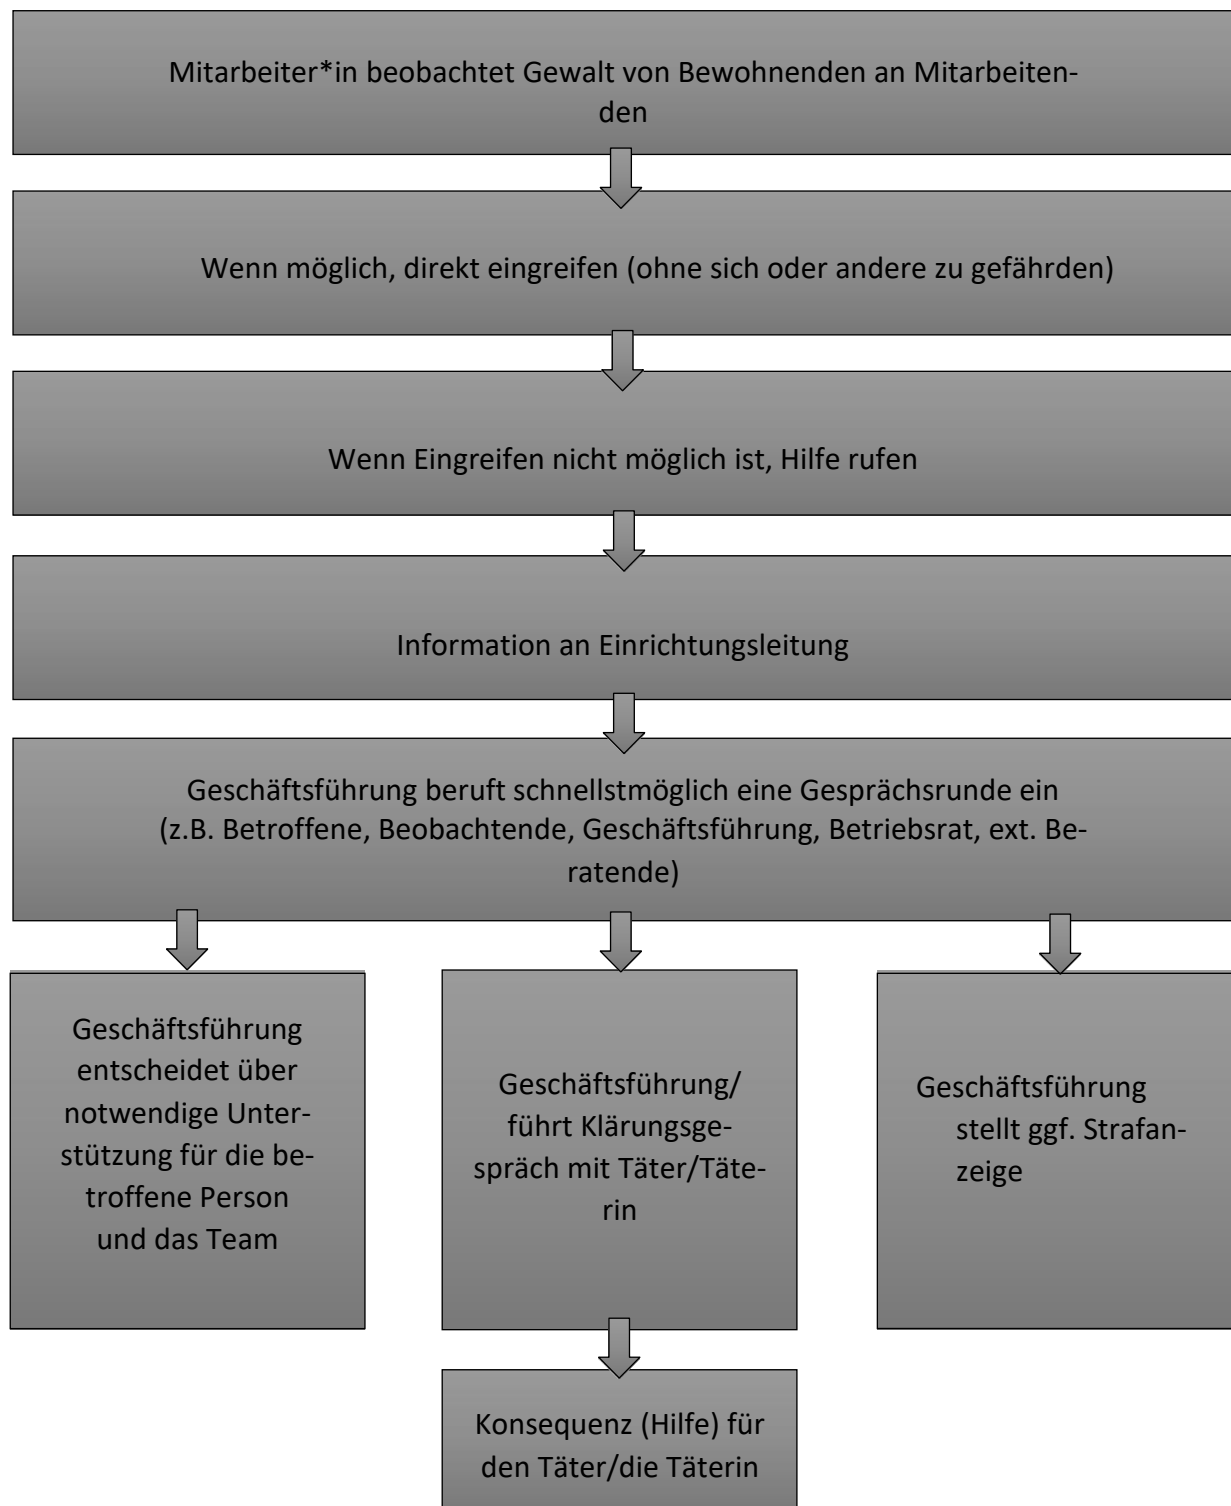 Mitarbeiter*in beobachtet Gewalt von Bewohnenden an Mitarbeiten-
den
Wenn möglich, direkt eingreifen (ohne sich oder andere zu gefährden)
Wenn Eingreifen nicht möglich ist, Hilfe rufen
Information an Einrichtungsleitung
Geschäftsführung beruft schnellstmöglich eine Gesprächsrunde ein
(z.B. Betroffene, Beobachtende, Geschäftsführung, Betriebsrat, ext. Be-
ratende)
Geschäftsführung
entscheidet über
notwendige Unter-
stützung für die be-
troffene Person
und das Team
Geschäftsführung/
führt Klärungsge-
spräch mit Täter/Täte-
rin
Geschäftsführung
stellt ggf. Strafan-
zeige
Konsequenz (Hilfe) für
den Täter/die Täterin